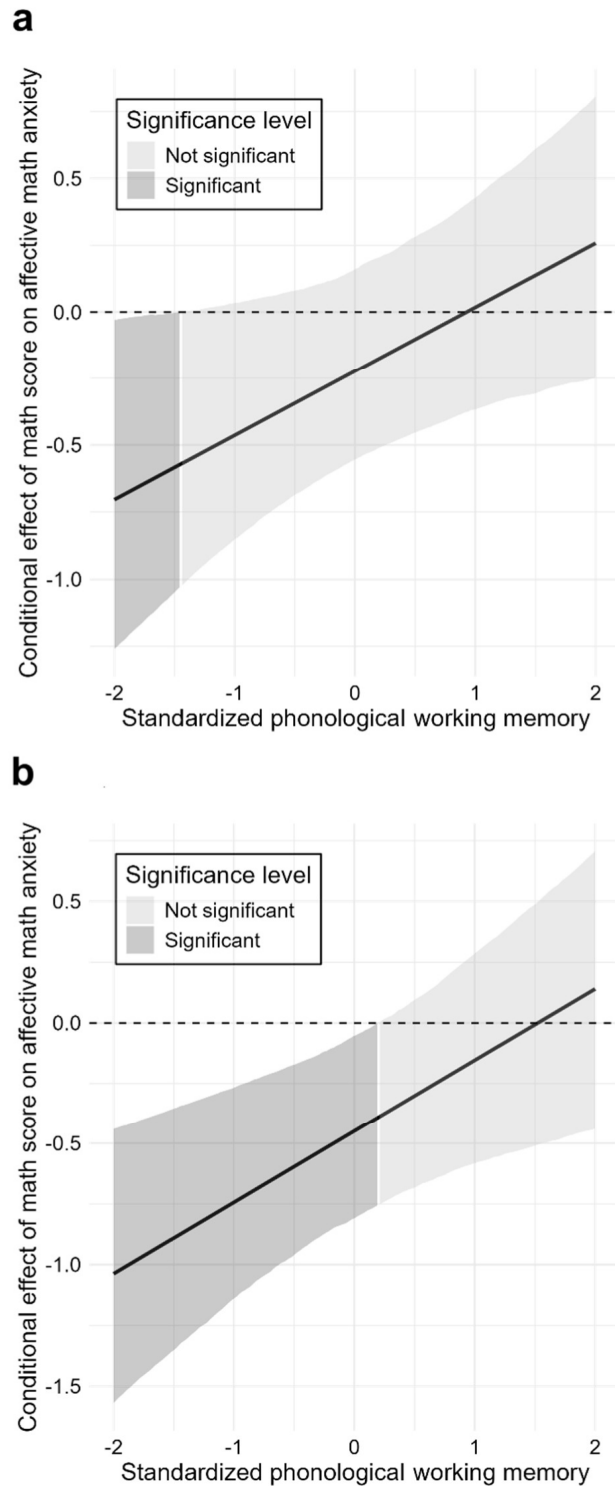 a
Conditional effect of math score on affective math anxiety
Significance level
Not significant
Significant
0.5
0.0
-0.5
-1.0
-2 -1 0 1 2
Standardized phonological working memory
b
Conditional effect of math score on affective math anxiety
Significance level
Not significant
Significant
0.5
0.0
-0.5
-1.0
-1.5
-2 -1 0 1 2
Standardized phonological working memory